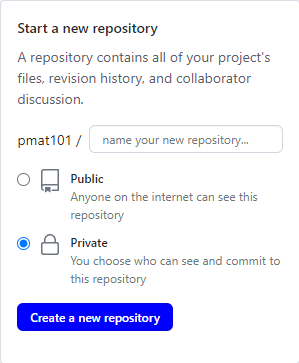 Start a new repository
A repository contains all of your project's
files, revision history, and collaborator
discussion.
pmat101 / name your new repository...
Public
Anyone on the internet can see this
repository
Private
You choose who can see and commit to
this repository
Create a new repository